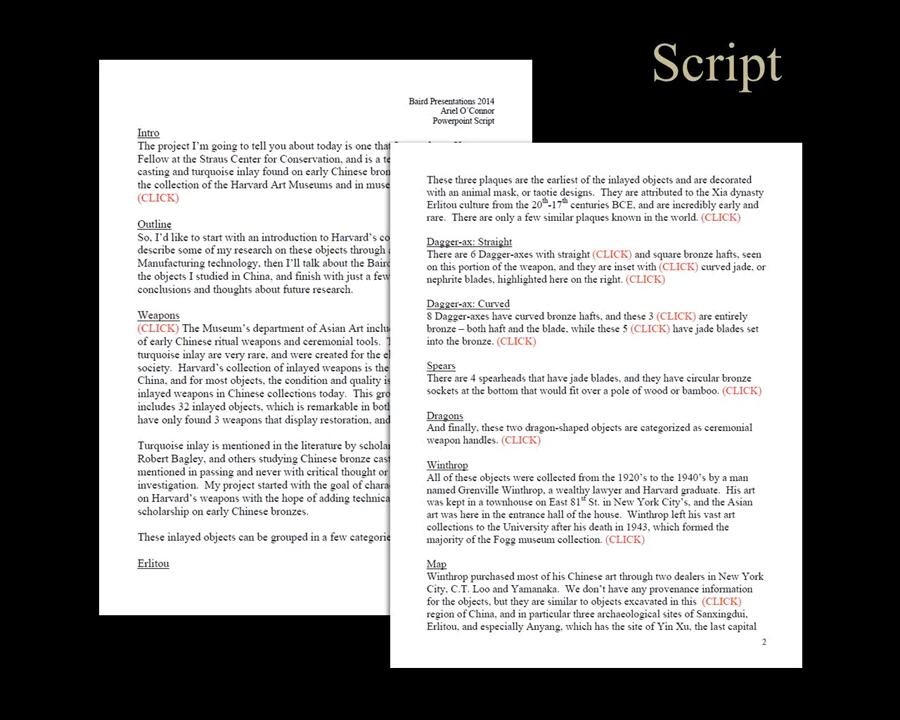 Script
Baird Presentations 2014
Ariel O'Connor
Powerpoint Script
Intro
The project I'm going to tell you about today is one that
Fellow at the Straus Center for Conservation, and is a te
casting and turquoise inlay found on early Chinese bron
the collection of the Harvard Art Museums and in muse
(CLICK)
Outline
So, I'd like to start with an introduction to Harvard's co
describe some of my research on these objects through
Manufacturing technology, then I'll talk about the Baird
the objects I studied in China, and finish with just a few
conclusions and thoughts about future research.
Weapons
(CLICK) The Museum's department of Asian Art inclu
of early Chinese ritual weapons and ceremonial tools.
turquoise inlay are very rare, and were created for the el
society. Harvard's collection of inlayed weapons is the
China, and for most objects, the condition and quality is
inlayed weapons in Chinese collections today. This gro
includes 32 inlayed objects, which is remarkable in both
have only found 3 weapons that display restoration, and
Turquoise inlay is mentioned in the literature by scholar
Robert Bagley, and others studying Chinese bronze cast
mentioned in passing and never with critical thought or
investigation. My project started with the goal of charac
on Harvard's weapons with the hope of adding technica
scholarship on early Chinese bronzes.
These inlayed objects can be grouped in a few categorie
Erlitou
These three plaques are the earliest of the inlayed objects and are decorated
with an animal mask, or taotie designs. They are attributed to the Xia dynasty
Erlitou culture from the 20th-17th centuries BCE, and are incredibly early and
rare. There are only a few similar plaques known in the world. (CLICK)
Dagger-ax: Straight
There are 6 Dagger-axes with straight (CLICK) and square bronze hafts, seen
on this portion of the weapon, and they are inset with (CLICK) curved jade, or
nephrite blades, highlighted here on the right. (CLICK)
Dagger-ax: Curved
8 Dagger-axes have curved bronze hafts, and these 3 (CLICK) are entirely
bronze – both haft and the blade, while these 5 (CLICK) have jade blades set
into the bronze. (CLICK)
Spears
There are 4 spearheads that have jade blades, and they have circular bronze
sockets at the bottom that would fit over a pole of wood or bamboo. (CLICK)
Dragons
And finally, these two dragon-shaped objects are categorized as ceremonial
weapon handles. (CLICK)
Winthrop
All of these objects were collected from the 1920's to the 1940's by a man
named Grenville Winthrop, a wealthy lawyer and Harvard graduate. His art
was kept in a townhouse on East 81st St. in New York City's, and the Asian
art was here in the entrance hall of the house. Winthrop left his vast art
collections to the University after his death in 1943, which formed the
majority of the Fogg museum collection. (CLICK)
Map
Winthrop purchased most of his Chinese art through two dealers in New York
City, C.T. Loo and Yamanaka. We don't have any provenance information
for the objects, but they are similar to objects excavated in this (CLICK)
region of China, and in particular three archaeological sites of Sanxingdui,
Erlitou, and especially Anyang, which has the site of Yin Xu, the last capital
2